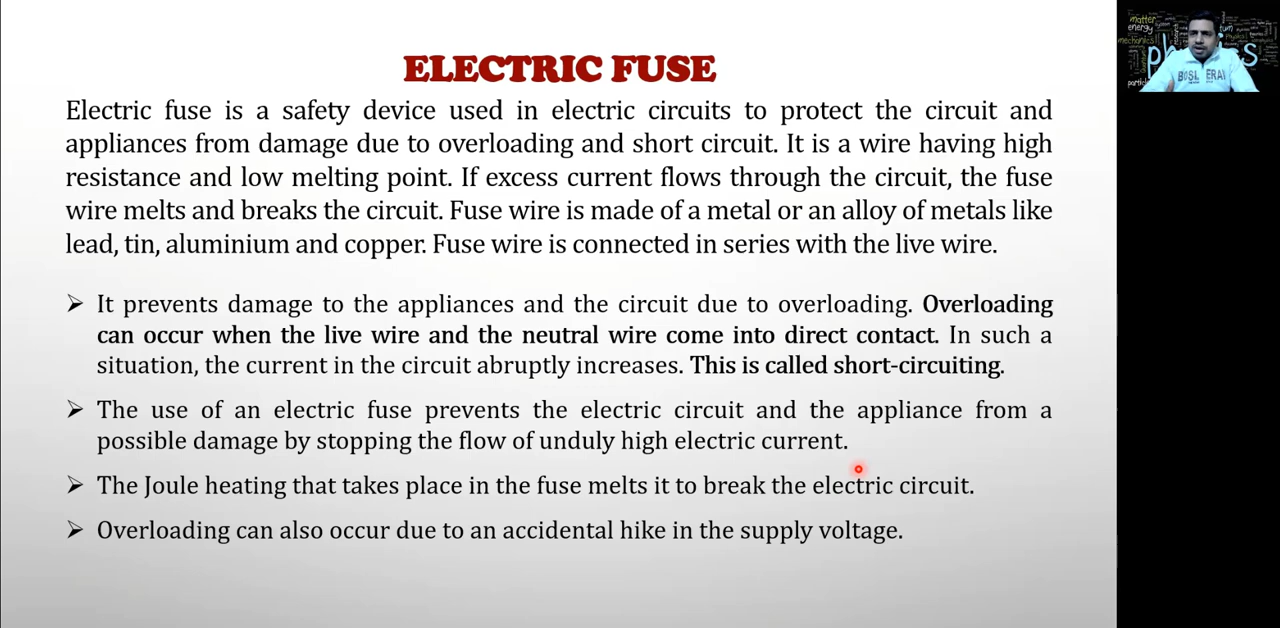 ELECTRIC FUSE
Electric fuse is a safety device used in electric circuits to protect the circuit and
appliances from damage due to overloading and short circuit. It is a wire having high
resistance and low melting point. If excess current flows through the circuit, the fuse
wire melts and breaks the circuit. Fuse wire is made of a metal or an alloy of metals like
lead, tin, aluminium and copper. Fuse wire is connected in series with the live wire.
➢ It prevents damage to the appliances and the circuit due to overloading. Overloading
can occur when the live wire and the neutral wire come into direct contact. In such a
situation, the current in the circuit abruptly increases. This is called short-circuiting.
➢ The use of an electric fuse prevents the electric circuit and the appliance from a
possible damage by stopping the flow of unduly high electric current.
➢ The Joule heating that takes place in the fuse melts it to break the electric circuit.
➢ Overloading can also occur due to an accidental hike in the supply voltage.
matter
energy
mechanics